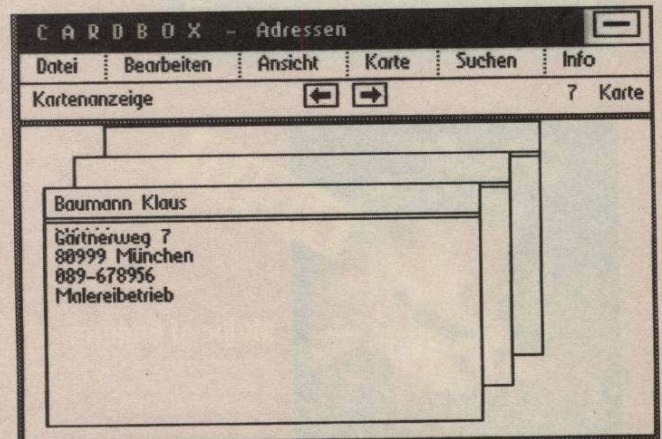 CARDBOX - Adressen
Datei Bearbeiten Ansicht Karte Suchen Info
Kartenanzeige 7 Karte
Baumann Klaus
Gärtnerweg 7
80999 München
089-678956
Malereibetrieb